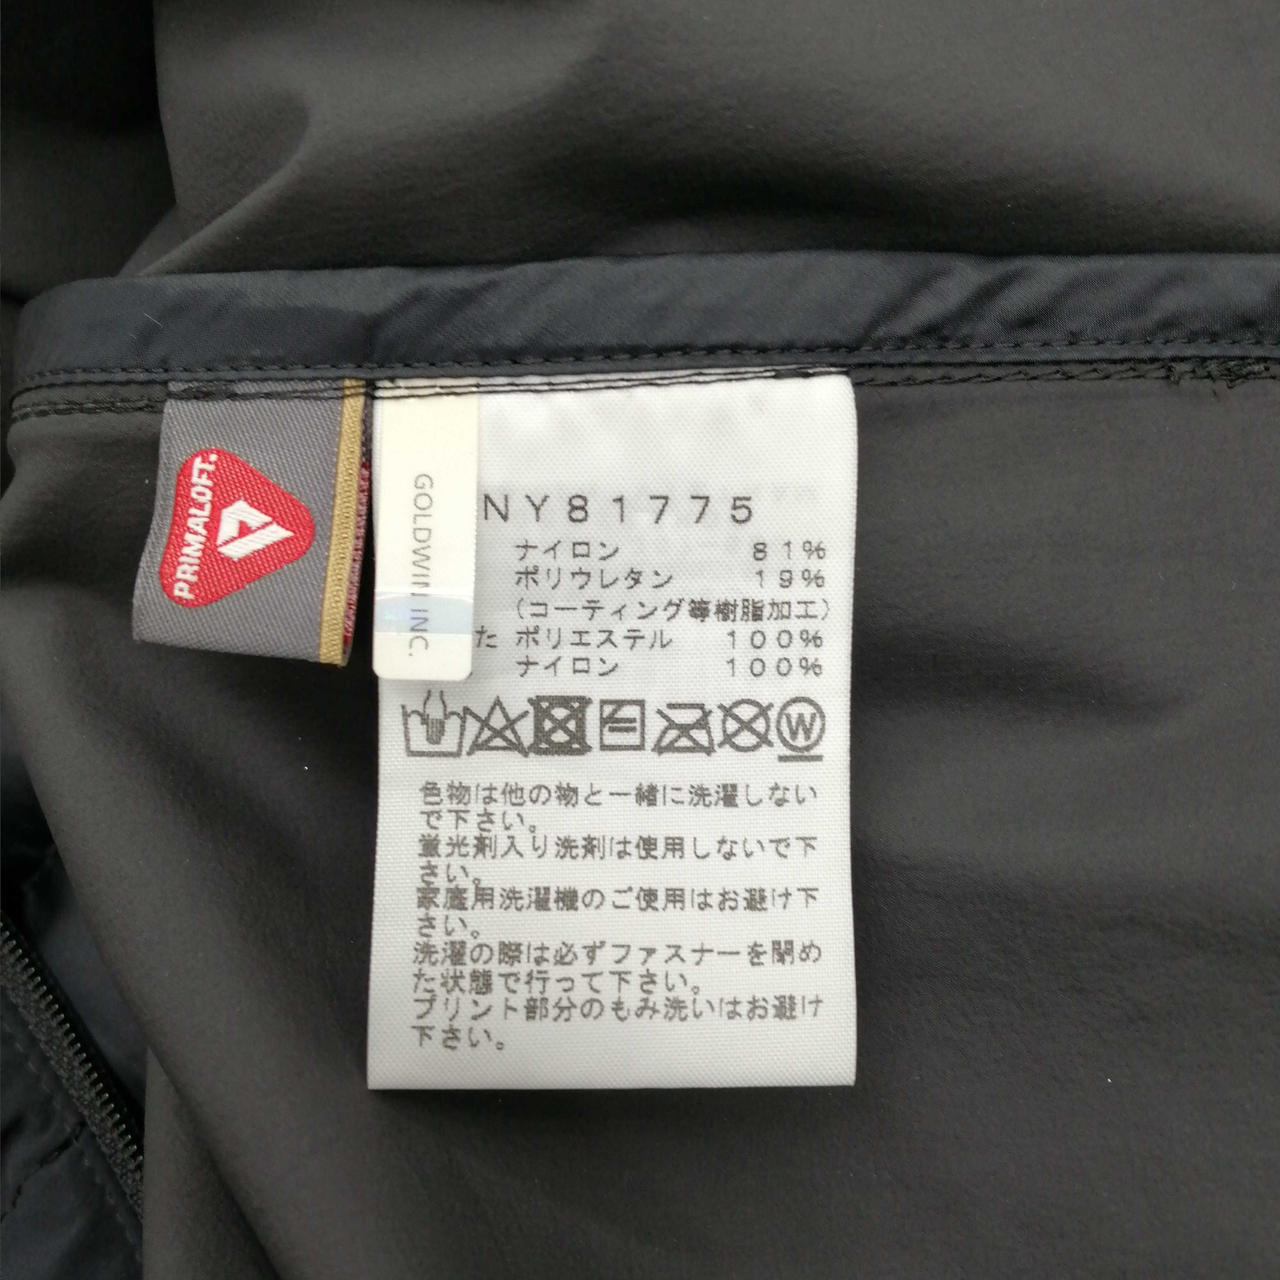 PRIMALOFT.
GOLDWIN INC.
NY81775
ナイロン 81%
ポリウレタン 19%
(コーティング等樹脂加工)
た ポリエステル 100%
ナイロン 100%
W
色物は他の物と一緒に洗濯しない
で下さい。
蛍光剤入り洗剤は使用しないで下
さい。
家庭用洗濯機のご使用はお避け下
さい。
洗濯の際は必ずファスナーを閉め
た状態で行って下さい。
プリント部分のもみ洗いはお避け
下さい。